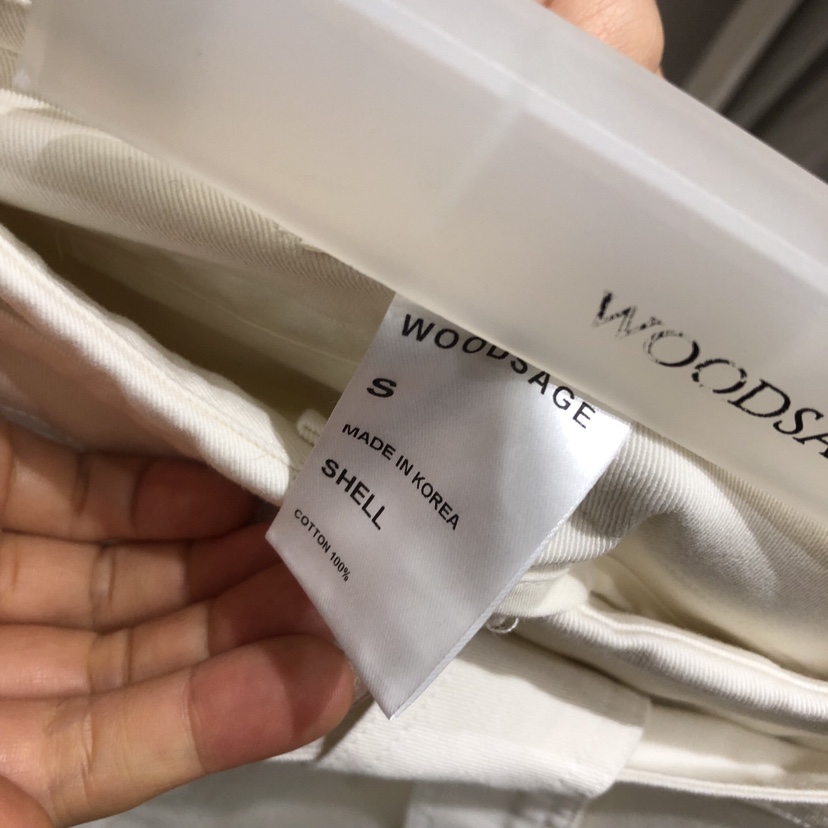 WOODSAGE
S
MADE IN KOREA
SHELL
COTTON 100%
WOODSA